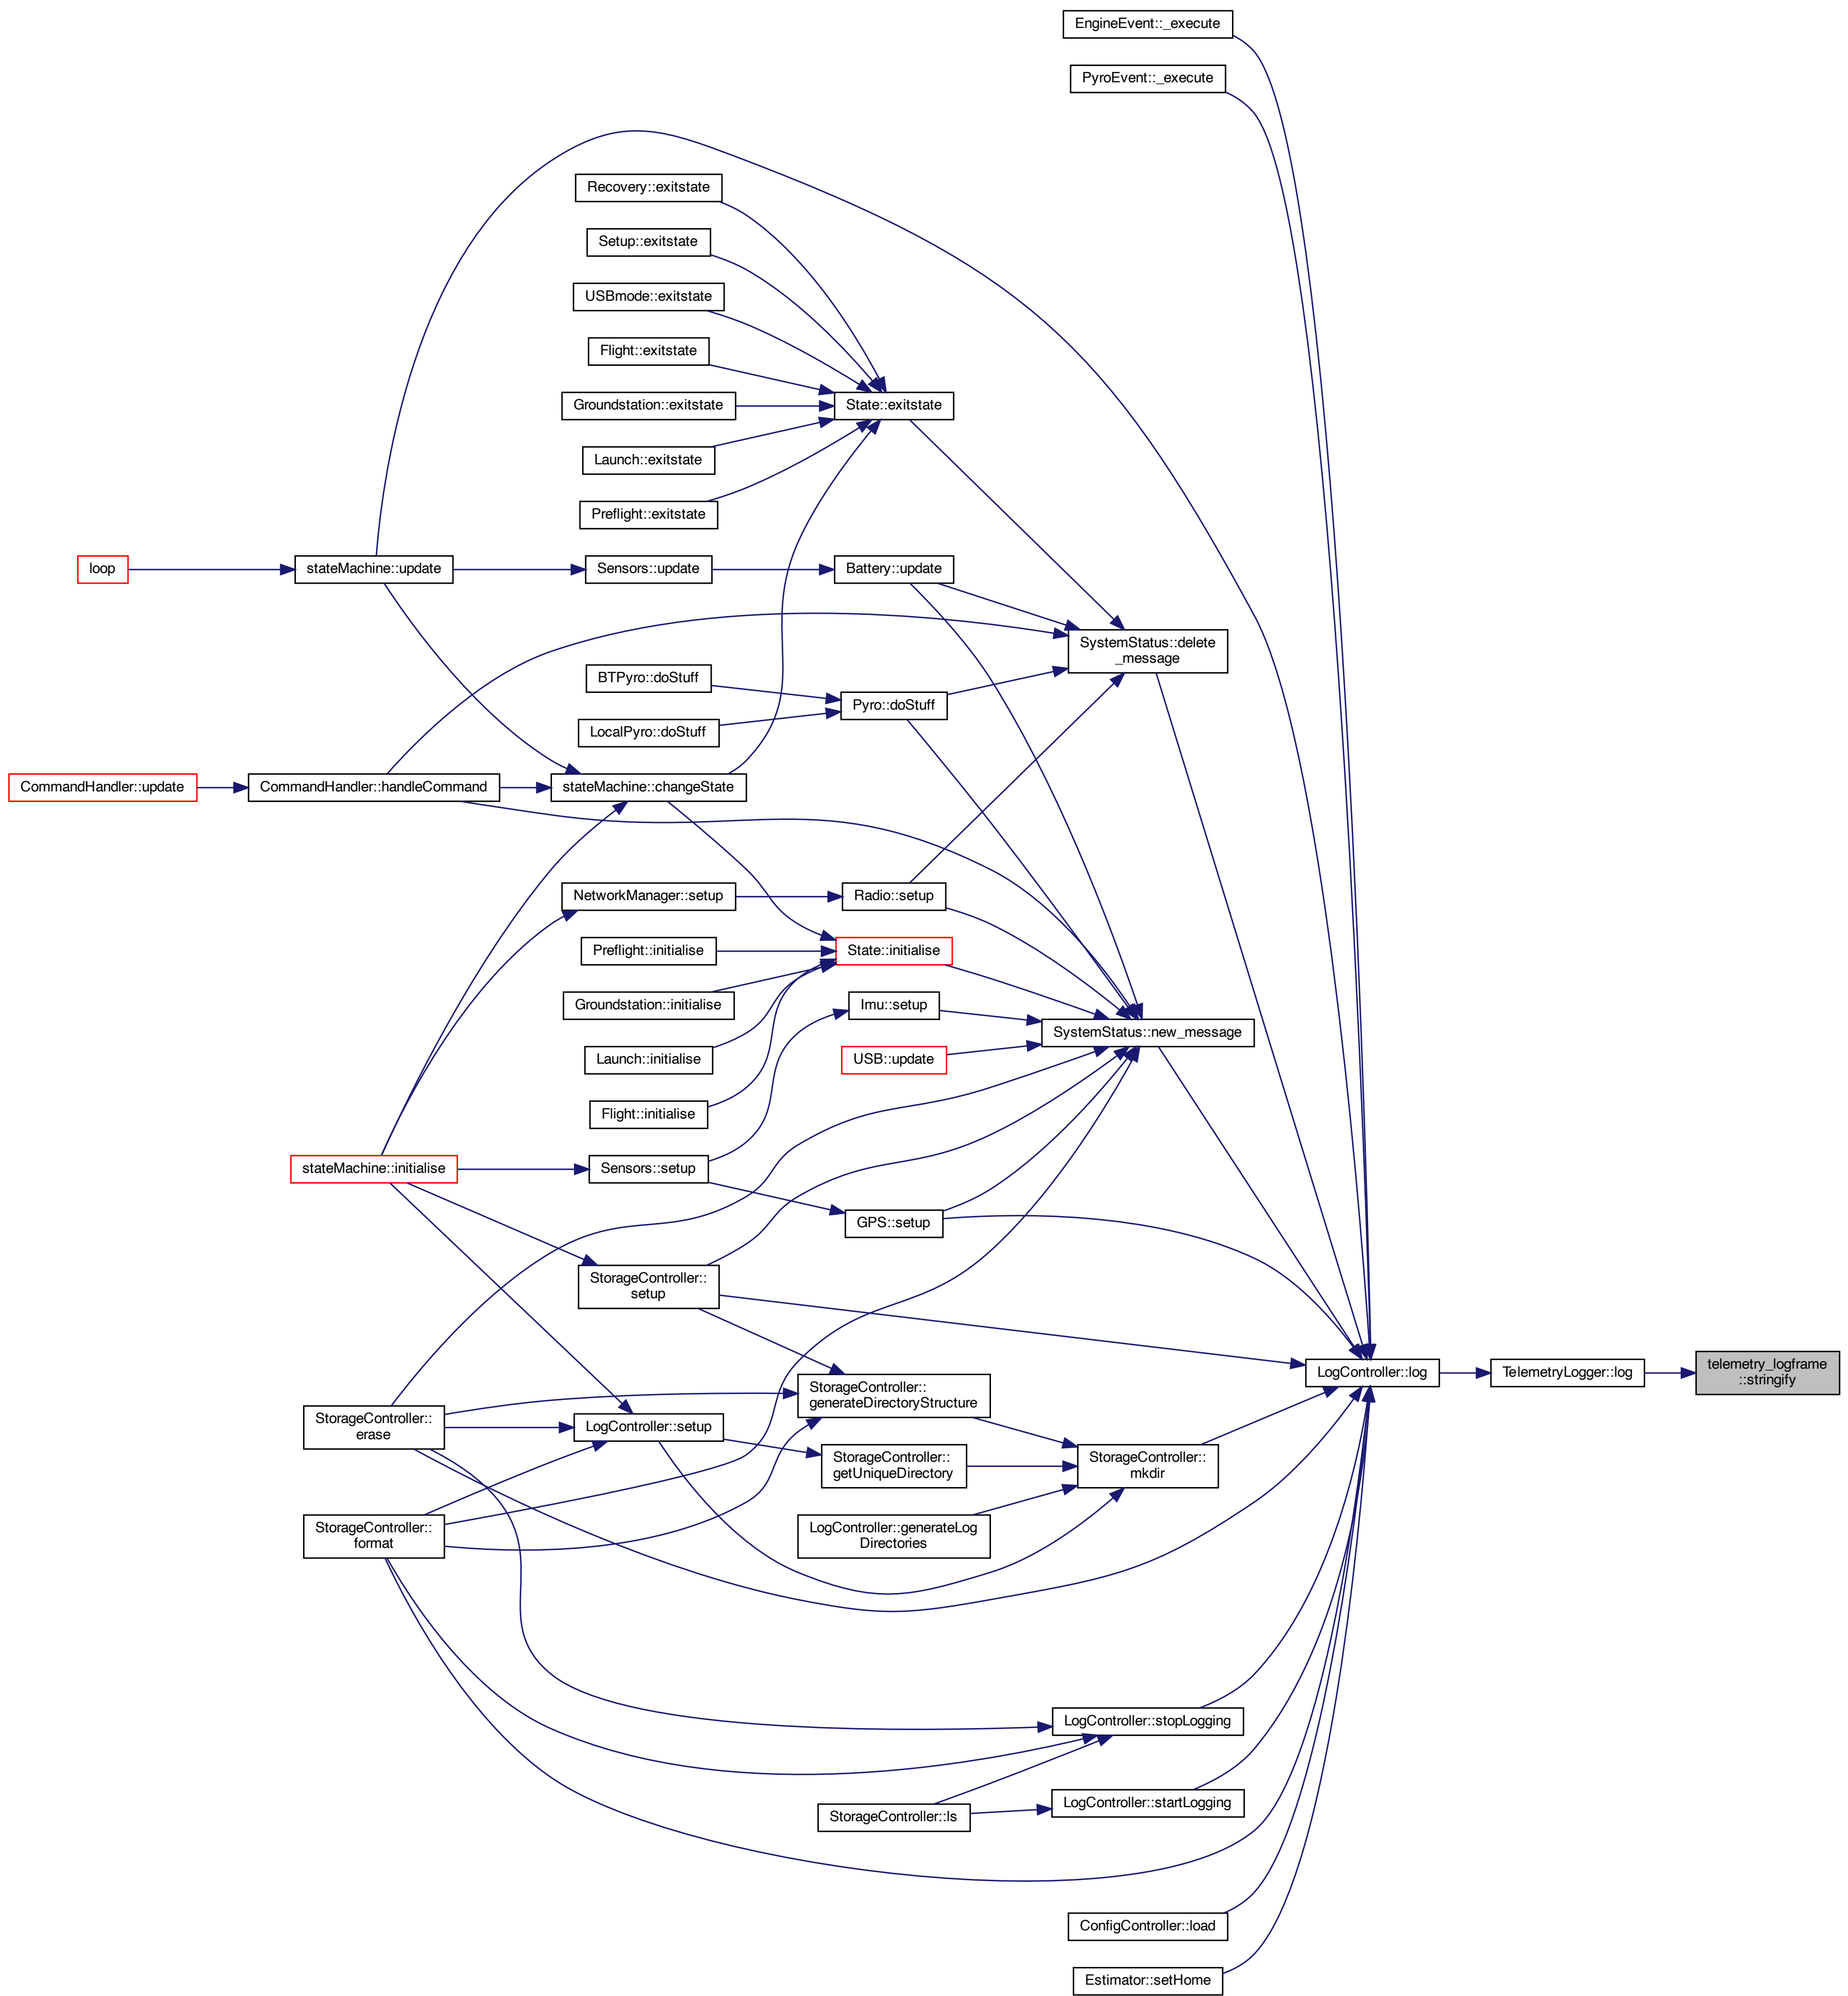 EngineEvent::_execute
PyroEvent::_execute
Recovery::exitstate
Setup::exitstate
USBmode::exitstate
Flight::exitstate
Groundstation::exitstate
State::exitstate
Launch::exitstate
Preflight::exitstate
loop
stateMachine::update
Sensors::update
Battery::update
SystemStatus::delete
_message
BTPyro::doStuff
Pyro::doStuff
LocalPyro::doStuff
CommandHandler::update
CommandHandler::handleCommand
stateMachine::changeState
NetworkManager::setup
Radio::setup
Preflight::initialise
State::initialise
Groundstation::initialise
Imu::setup
SystemStatus::new_message
Launch::initialise
USB::update
Flight::initialise
stateMachine::initialise
Sensors::setup
GPS::setup
StorageController::
setup
LogController::log
TelemetryLogger::log
telemetry_logframe
::stringify
StorageController::
generateDirectoryStructure
StorageController::
erase
LogController::setup
StorageController::
getUniqueDirectory
StorageController::
mkdir
StorageController::
format
LogController::generateLog
Directories
LogController::stopLogging
LogController::startLogging
StorageController::ls
ConfigController::load
Estimator::setHome